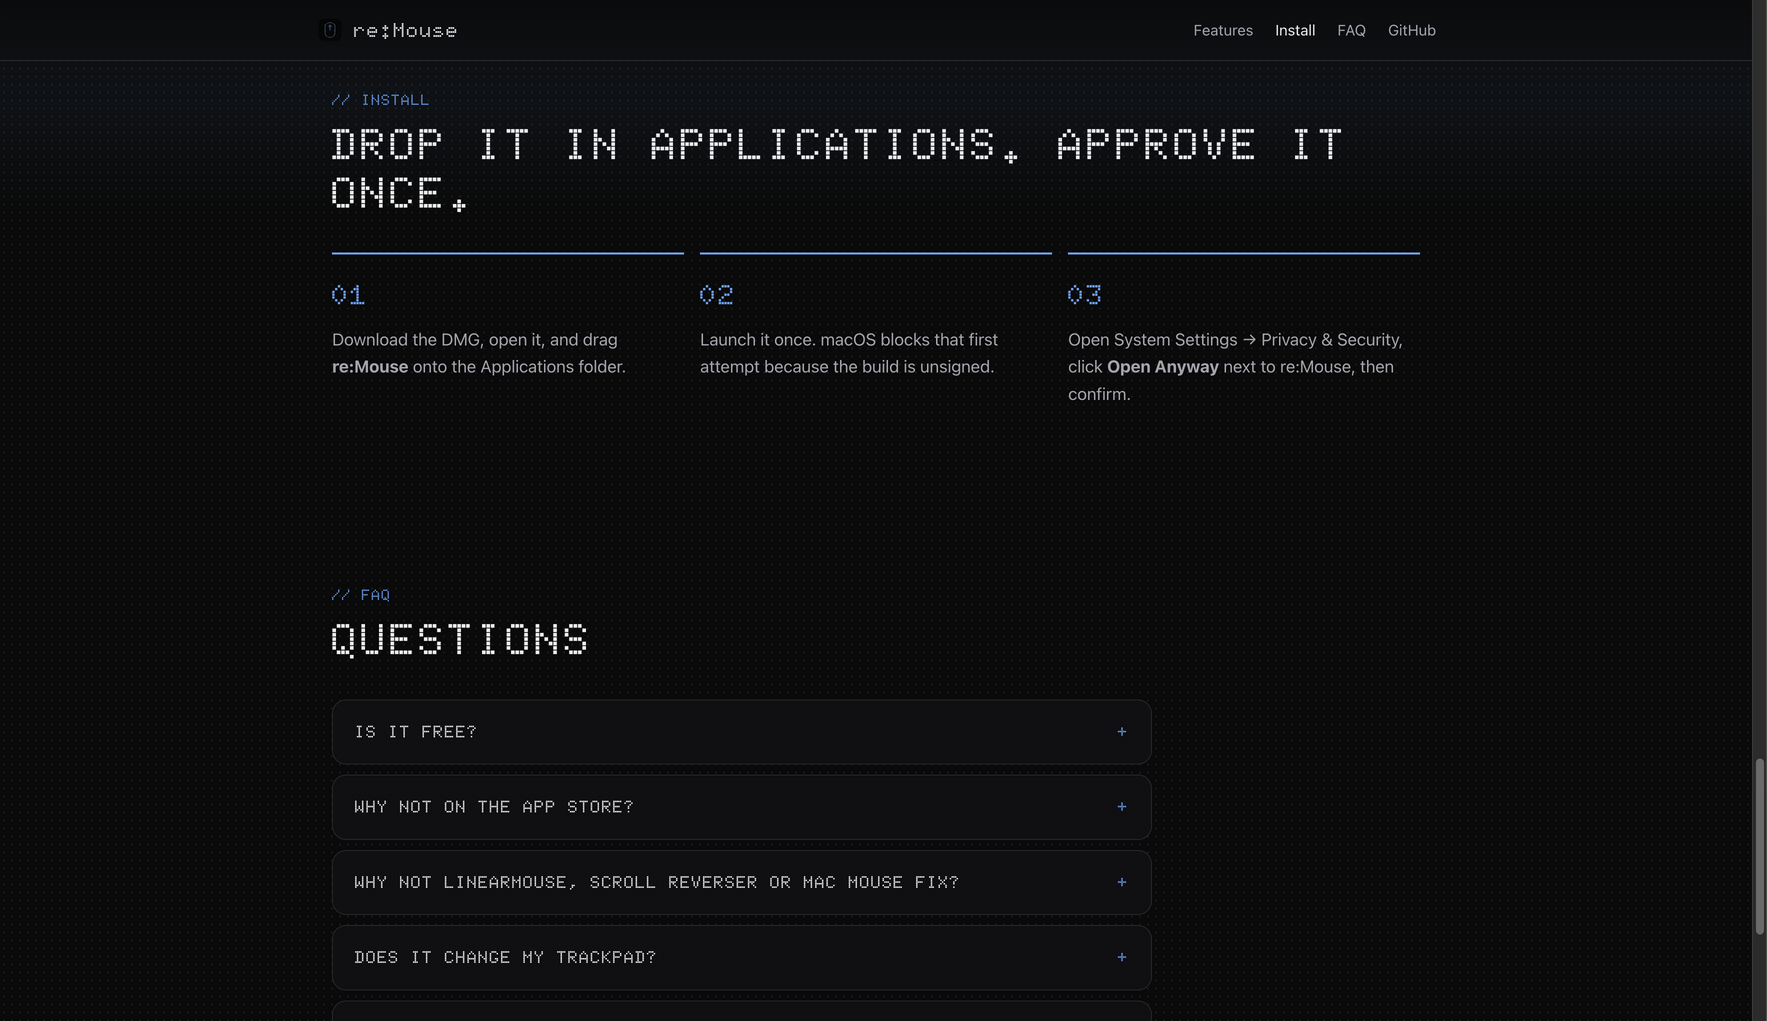 re:Mouse
Features Install FAQ GitHub
// INSTALL
DROP IT IN APPLICATIONS. APPROVE IT
ONCE.
01
Download the DMG, open it, and drag
re:Mouse onto the Applications folder.
02
Launch it once. macOS blocks that first
attempt because the build is unsigned.
03
Open System Settings → Privacy & Security,
click Open Anyway next to re:Mouse, then
confirm.
// FAQ
QUESTIONS
IS IT FREE? +
WHY NOT ON THE APP STORE? +
WHY NOT LINEARMOUSE, SCROLL REVERSER OR MAC MOUSE FIX? +
DOES IT CHANGE MY TRACKPAD? +